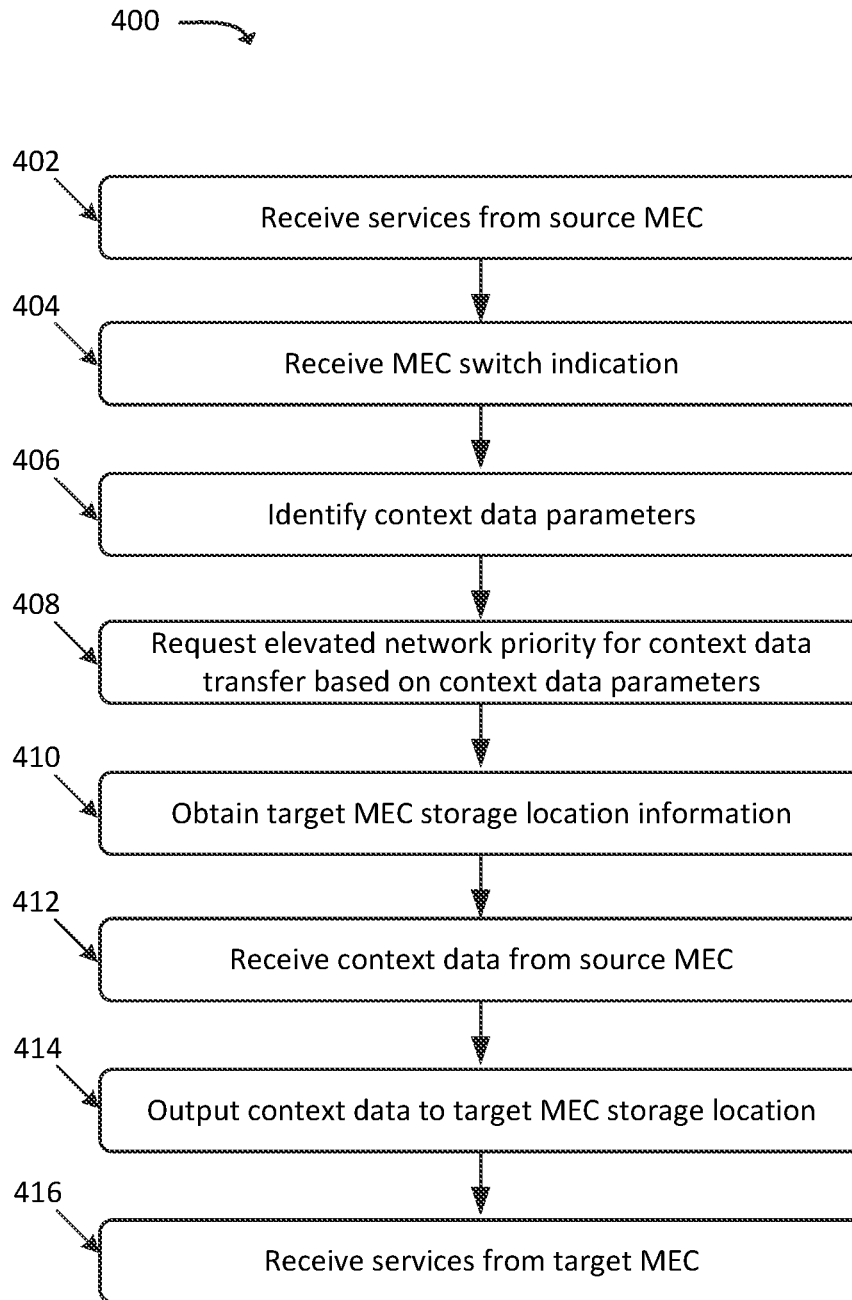 400
402
Receive services from source MEC
404
Receive MEC switch indication
406
Identify context data parameters
408
Request elevated network priority for context data
transfer based on context data parameters
410
Obtain target MEC storage location information
412
Receive context data from source MEC
414
Output context data to target MEC storage location
416
Receive services from target MEC